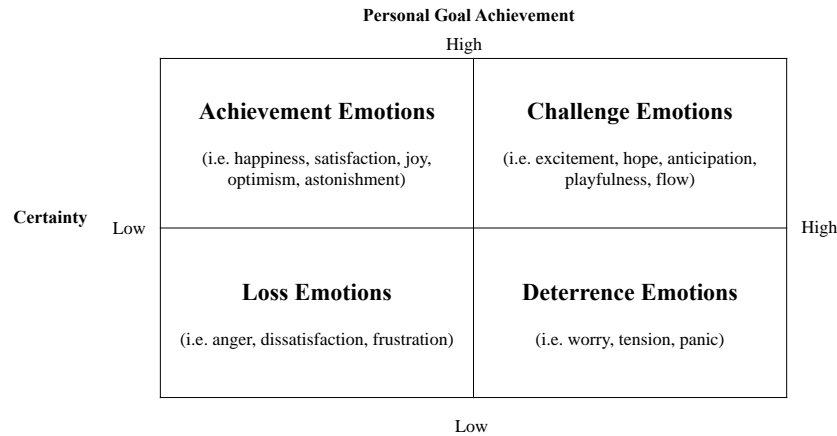 Personal Goal Achievement
High
Achievement Emotions
(i.e. happiness, satisfaction, joy,
optimism, astonishment)
Challenge Emotions
(i.e. excitement, hope, anticipation,
playfulness, flow)
Certainty
Low
High
Loss Emotions
(i.e. anger, dissatisfaction, frustration)
Deterrence Emotions
(i.e. worry, tension, panic)
Low